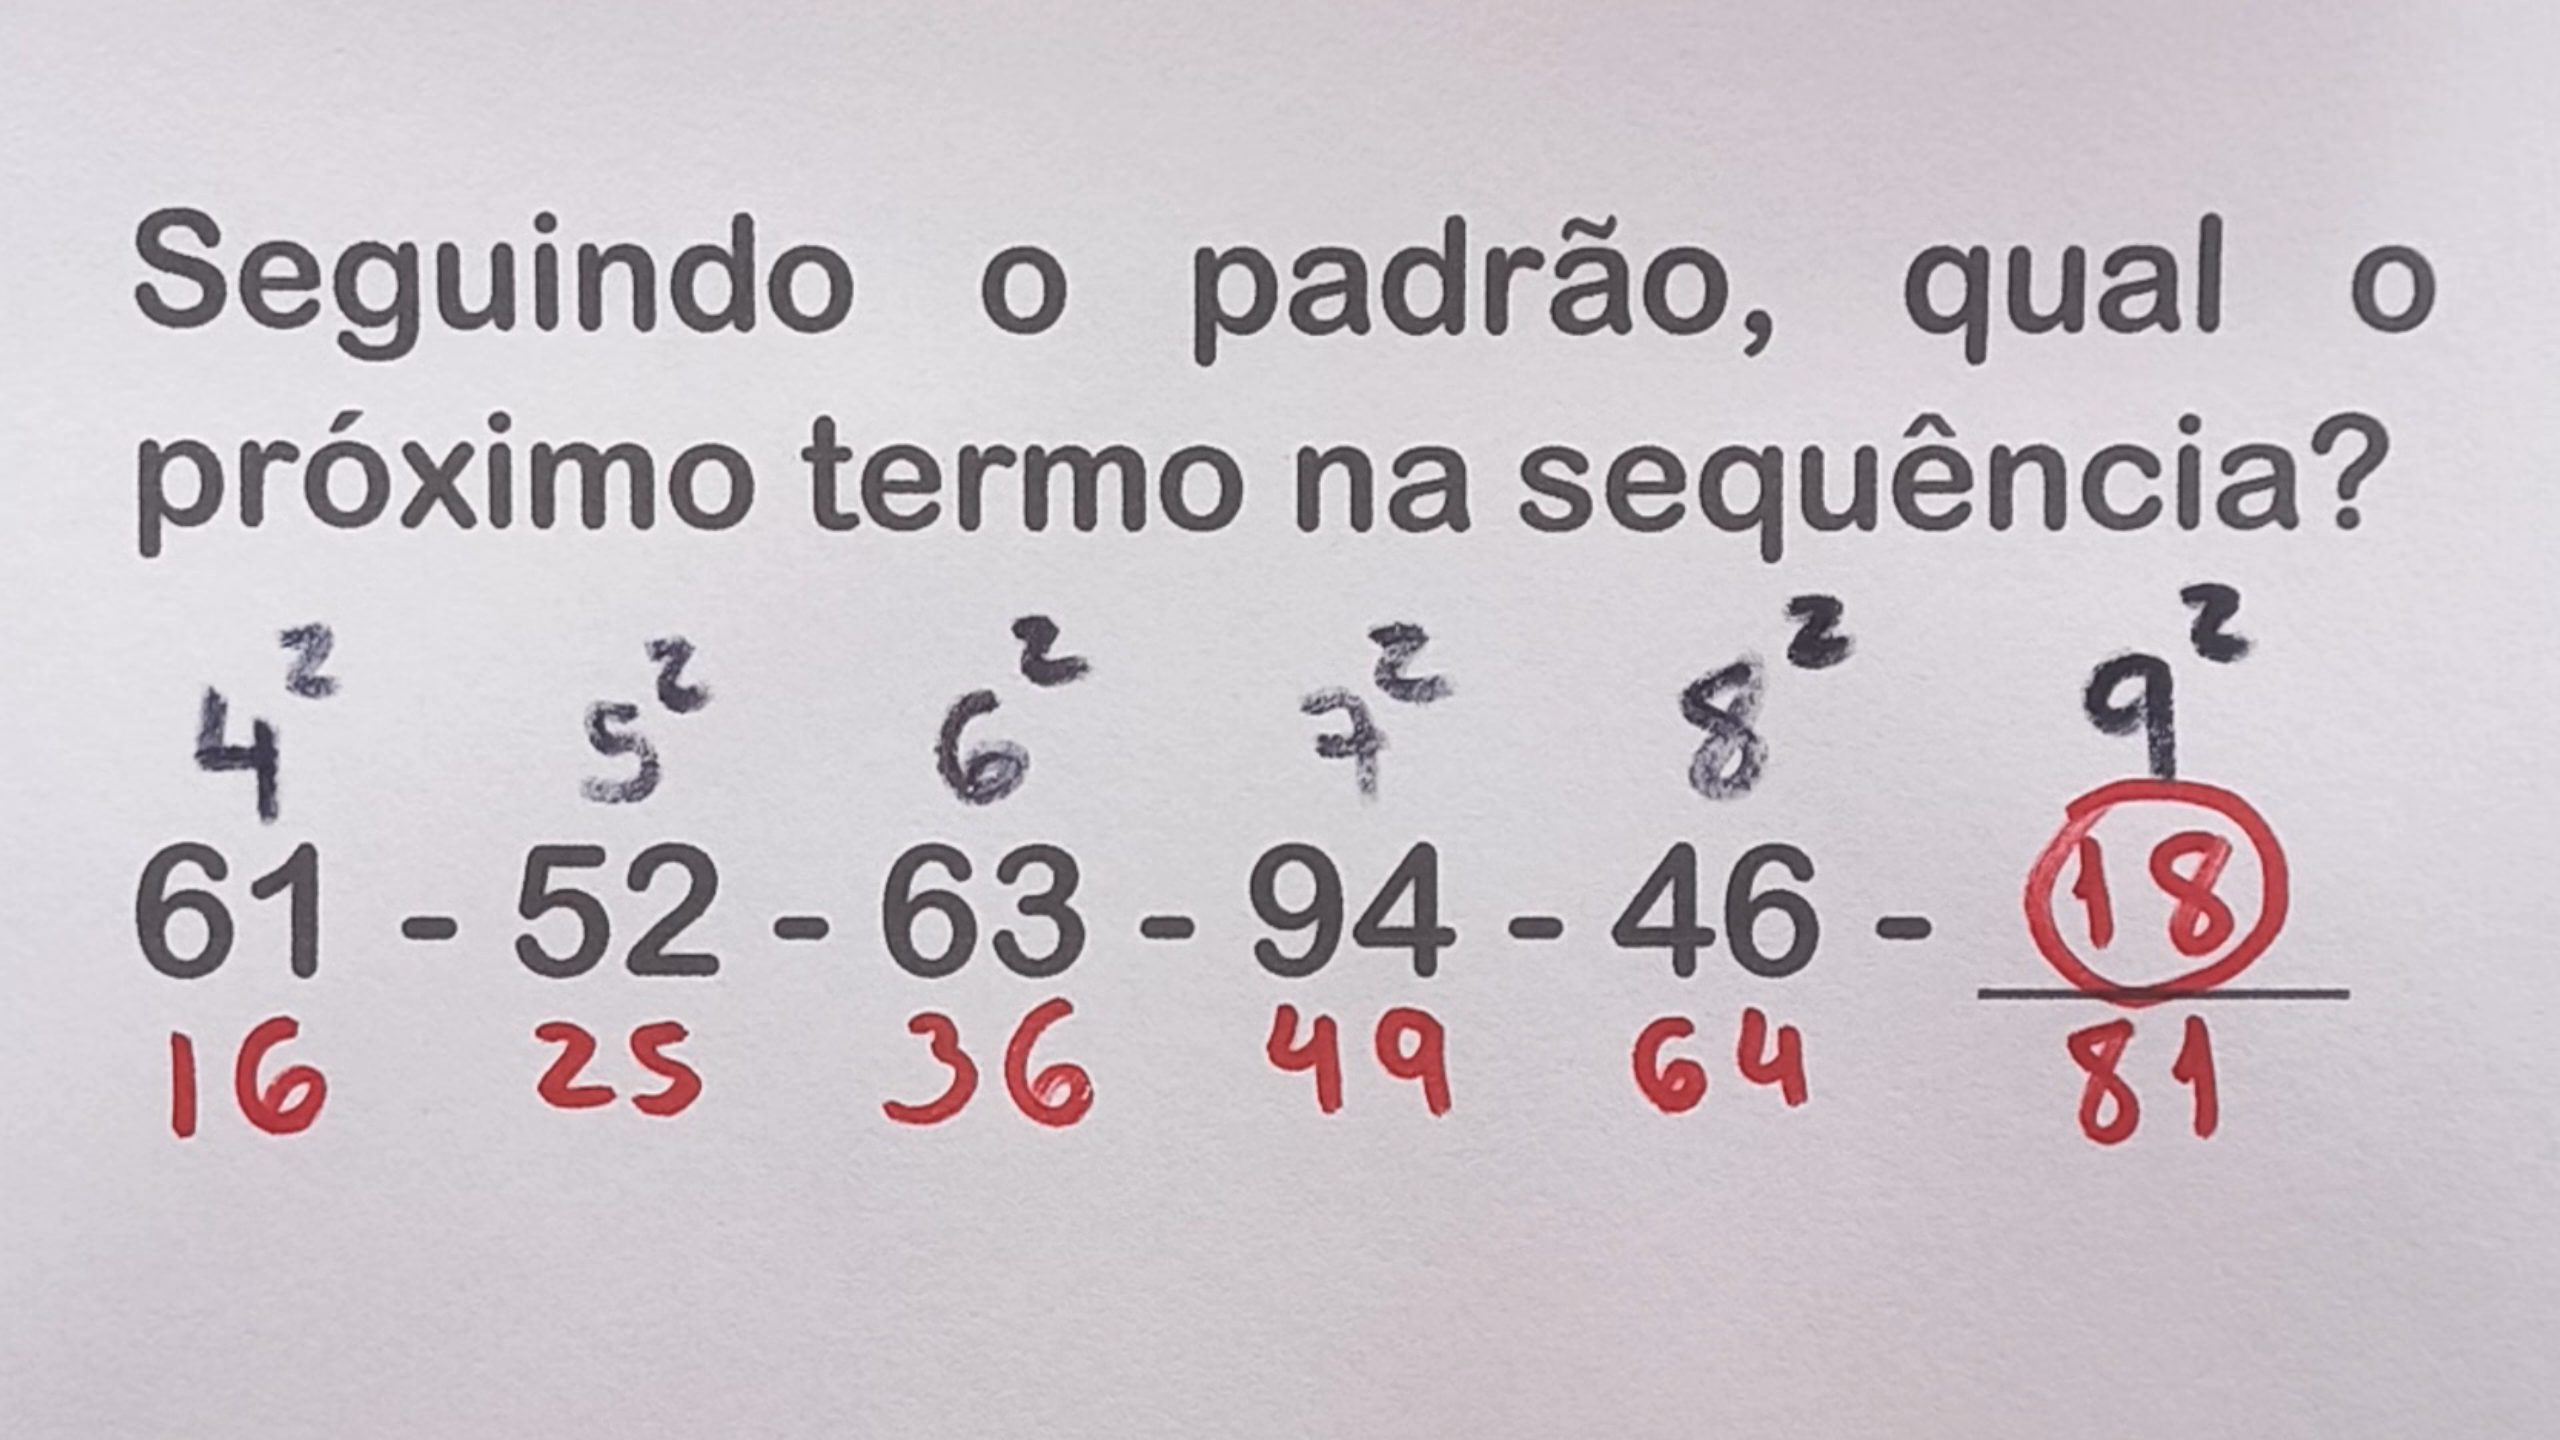 Seguindo o padrão, qual o
próximo termo na sequência?
4² 5² 6² 7² 8² 9²
61 - 52 - 63 - 94 - 46 - 18
16 25 36 49 64 81